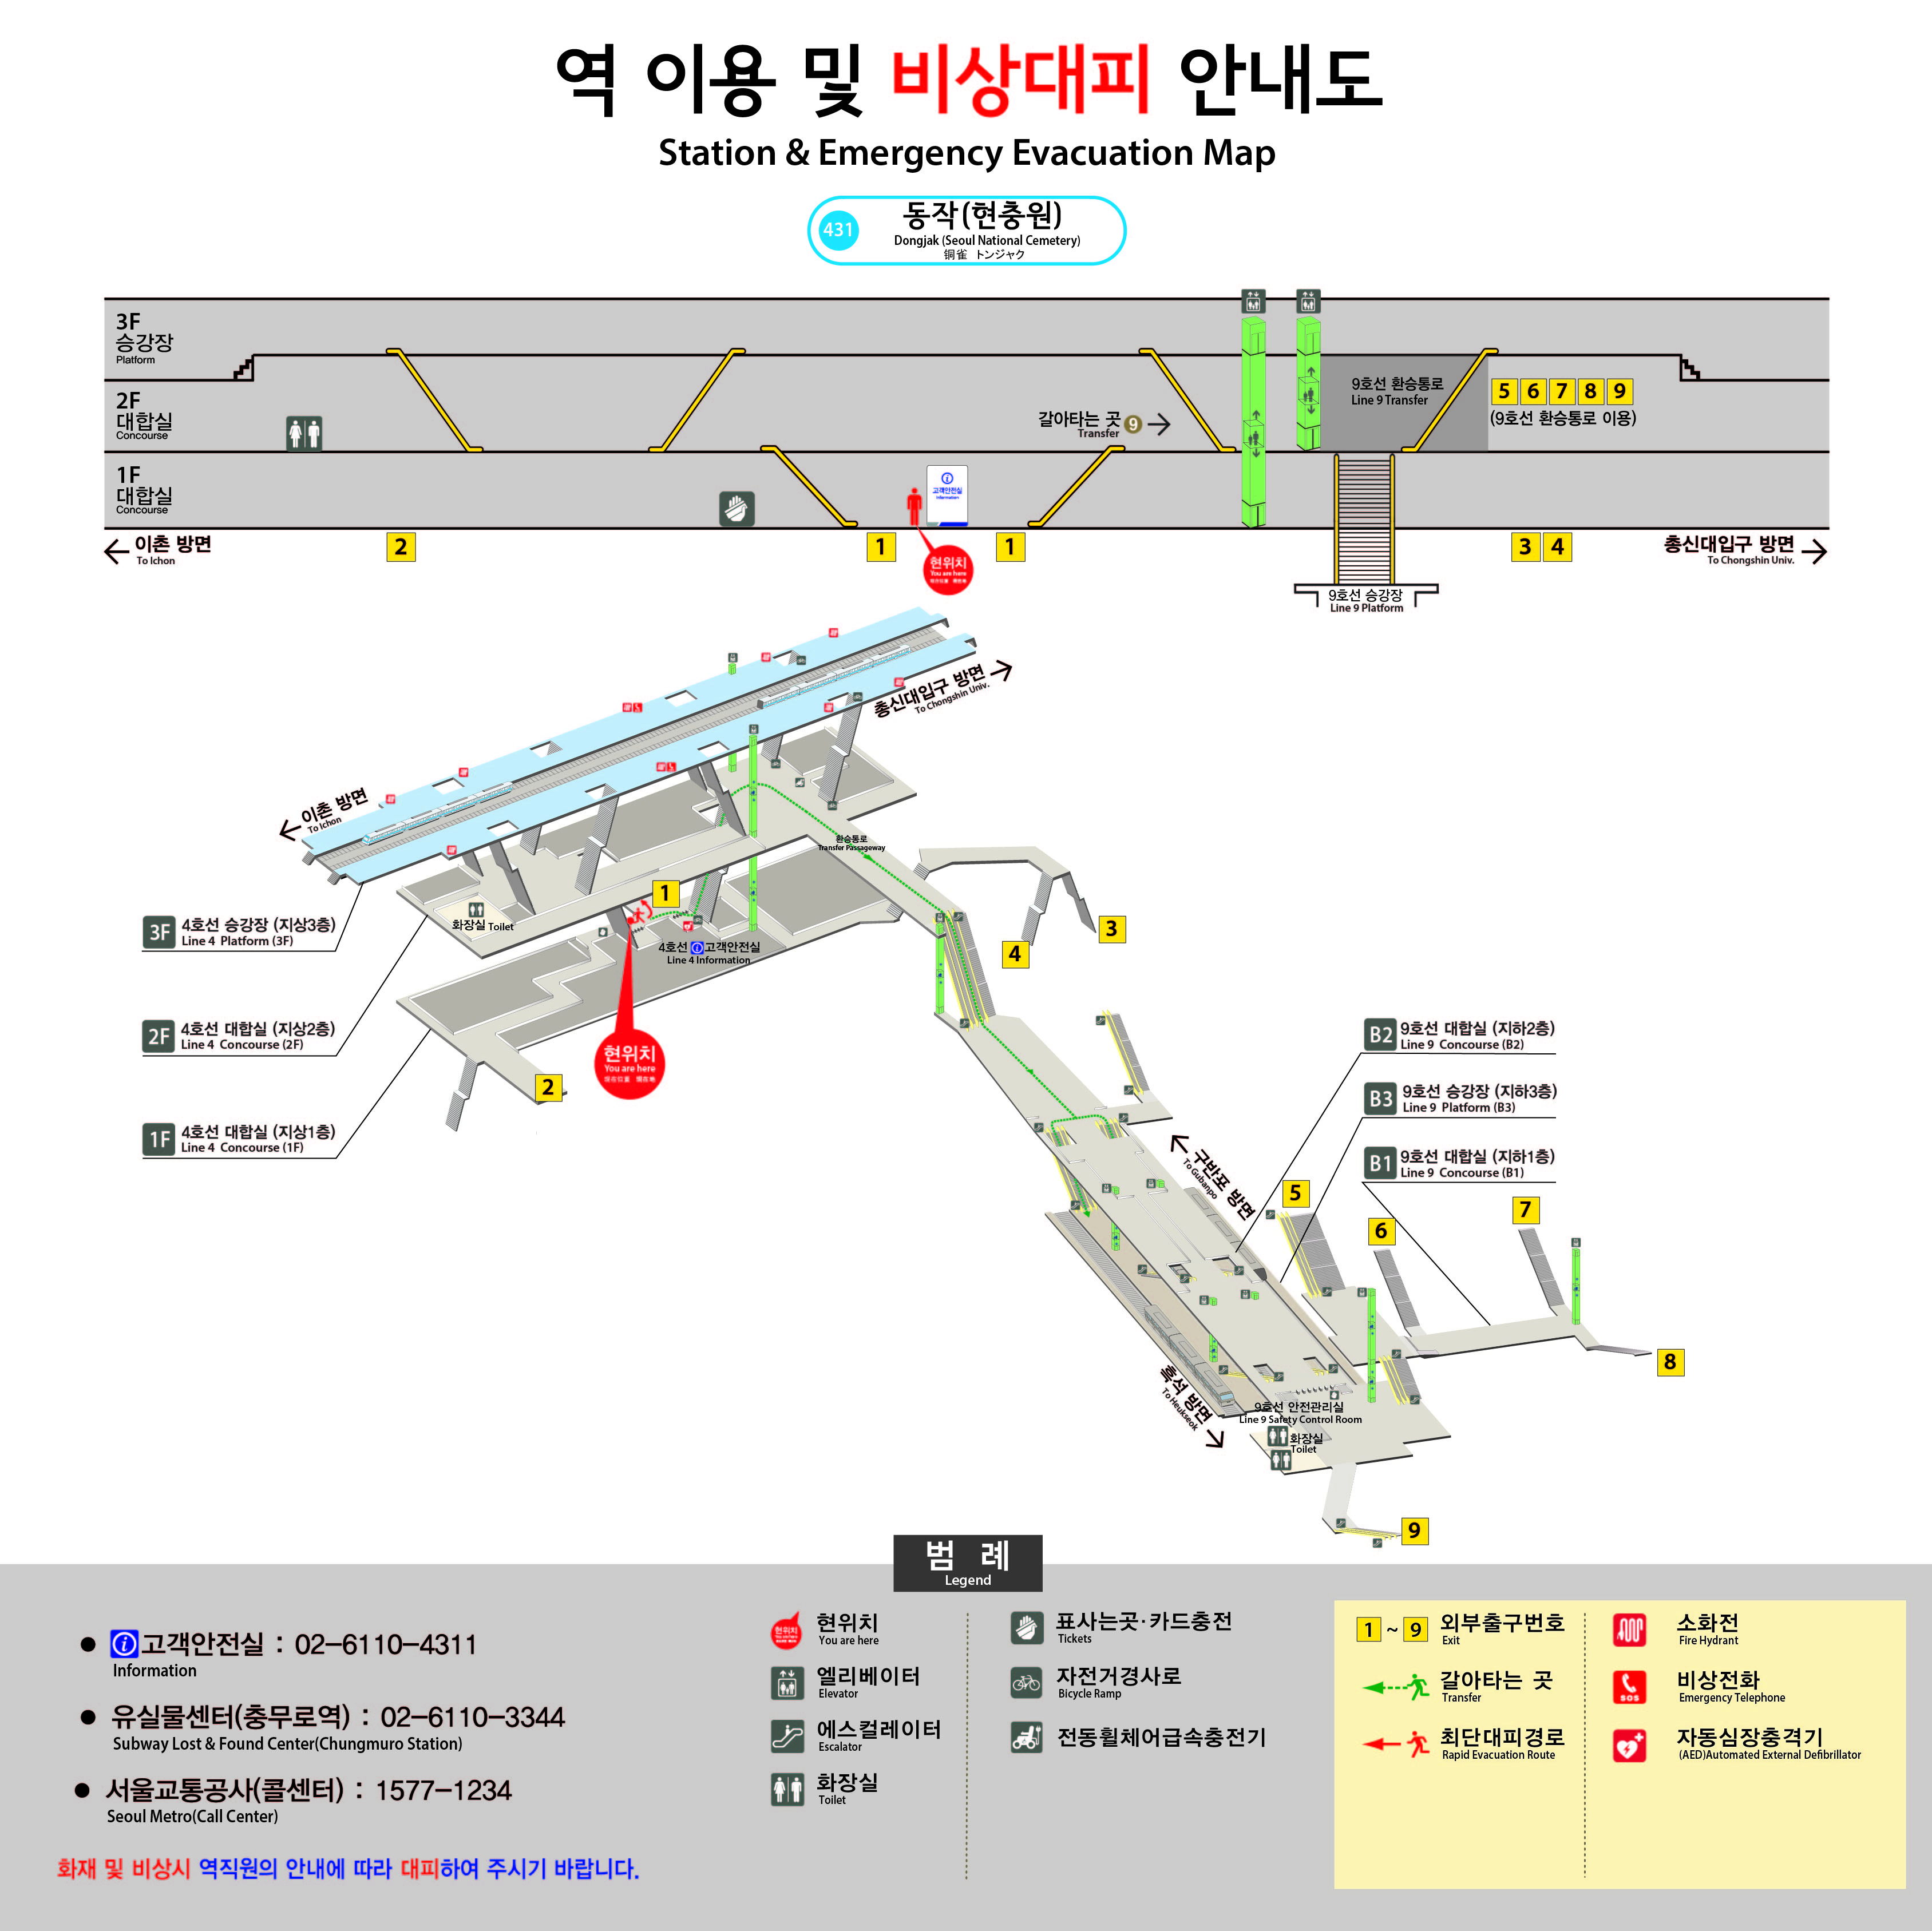 역 이용 및 비상대피 안내도
Station & Emergency Evacuation Map
431
동작(현충원)
Dongjak (Seoul National Cemetery)
铜雀 トンジャク
3F
승강장
Platform
2F
대합실
Concourse
1F
대합실
Concourse
갈아타는 곳 9
Transfer
9호선 환승통로
Line 9 Transfer
5 6 7 8 9
(9호선 환승통로 이용)
고객안전실
Information
이촌 방면
To Ichon
2
1
현위치
You are here
1
3 4
총신대입구 방면
To Chongshin Univ.
9호선 승강장
Line 9 Platform
총신대입구 방면
To Chongshin Univ.
이촌 방면
To Ichon
환승통로
Transfer Passageway
1
화장실 Toilet
4호선 고객안전실
Line 4 Information
3
4
3F 4호선 승강장 (지상3층)
Line 4 Platform (3F)
2F 4호선 대합실 (지상2층)
Line 4 Concourse (2F)
1F 4호선 대합실 (지상1층)
Line 4 Concourse (1F)
현위치
You are here
现在位置 現在地
2
B2 9호선 대합실 (지하2층)
Line 9 Concourse (B2)
B3 9호선 승강장 (지하3층)
Line 9 Platform (B3)
B1 9호선 대합실 (지하1층)
Line 9 Concourse (B1)
구반포 방면
To Gubanpo
5
6
7
8
흑석 방면
To Heukseok
9호선 안전관리실
Line 9 Safety Control Room
화장실
Toilet
9
범 례
Legend
고객안전실 : 02-6110-4311
Information
유실물센터(충무로역) : 02-6110-3344
Subway Lost & Found Center(Chungmuro Station)
서울교통공사(콜센터) : 1577-1234
Seoul Metro(Call Center)
화재 및 비상시 역직원의 안내에 따라 대피하여 주시기 바랍니다.
현위치
You are here
엘리베이터
Elevator
에스컬레이터
Escalator
화장실
Toilet
표사는곳·카드충전
Tickets
자전거경사로
Bicycle Ramp
전동휠체어급속충전기
1 ~ 9 외부출구번호
Exit
갈아타는 곳
Transfer
최단대피경로
Rapid Evacuation Route
소화전
Fire Hydrant
SOS
비상전화
Emergency Telephone
자동심장충격기
(AED)Automated External Defibrillator